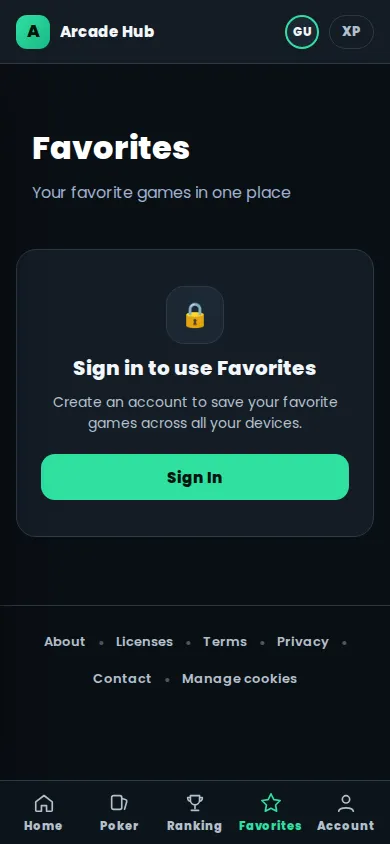 A Arcade Hub GU XP
Favorites
Your favorite games in one place
Sign in to use Favorites
Create an account to save your favorite
games across all your devices.
Sign In
About • Licenses • Terms • Privacy •
Contact • Manage cookies
Home Poker Ranking Favorites Account